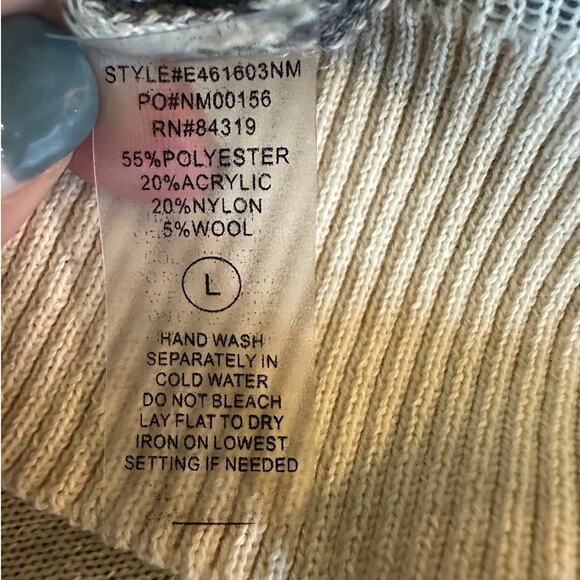 STYLE#E461603NM
PO#NM00156
RN#84319
55%POLYESTER
20%ACRYLIC
20%NYLON
5%WOOL
L
HAND WASH
SEPARATELY IN
COLD WATER
DO NOT BLEACH
LAY FLAT TO DRY
IRON ON LOWEST
SETTING IF NEEDED